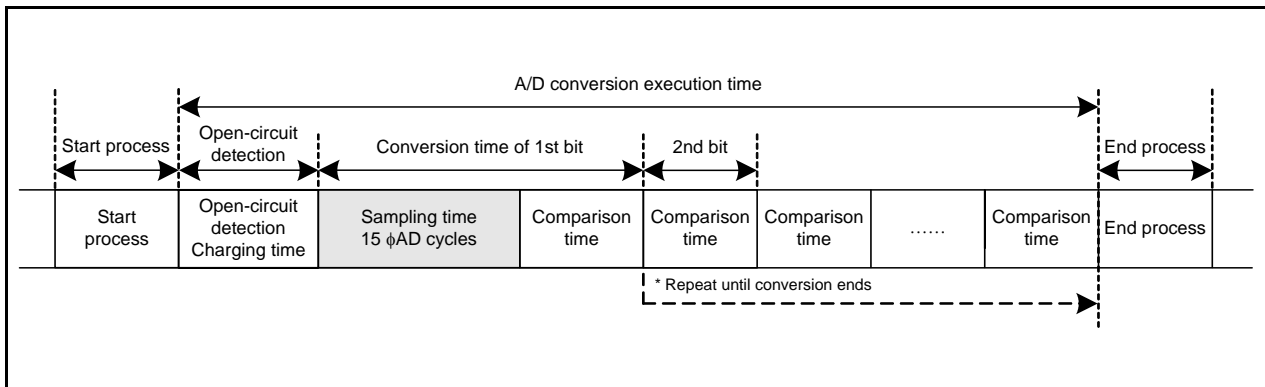 A/D conversion execution time
Start process
Open-circuit
detection
Conversion time of 1st bit
2nd bit
End process
Start
process
Open-circuit
detection
Charging time
Sampling time
15 ϕAD cycles
Comparison
time
Comparison
time
Comparison
time
......
Comparison
time
End process
* Repeat until conversion ends